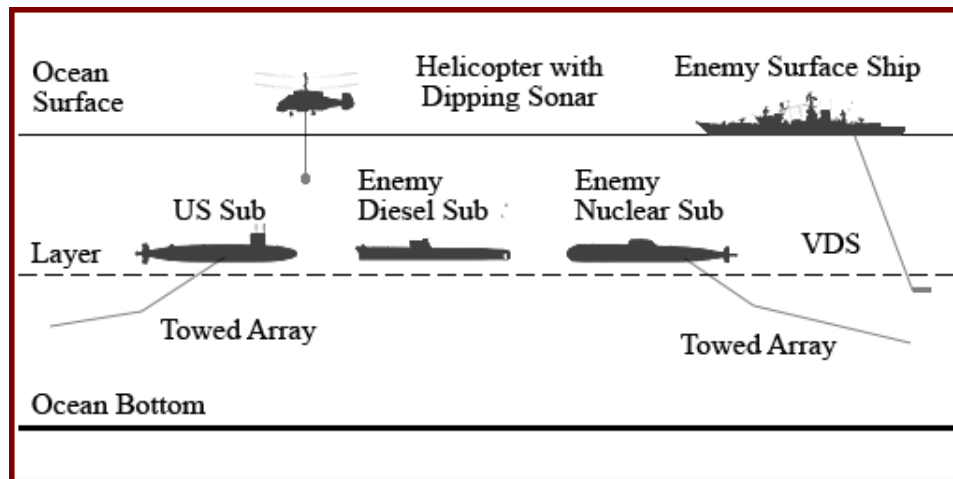 Ocean
Surface
Helicopter with
Dipping Sonar
Enemy Surface Ship
US Sub
Enemy
Diesel Sub
Enemy
Nuclear Sub
Layer
VDS
Towed Array
Towed Array
Ocean Bottom